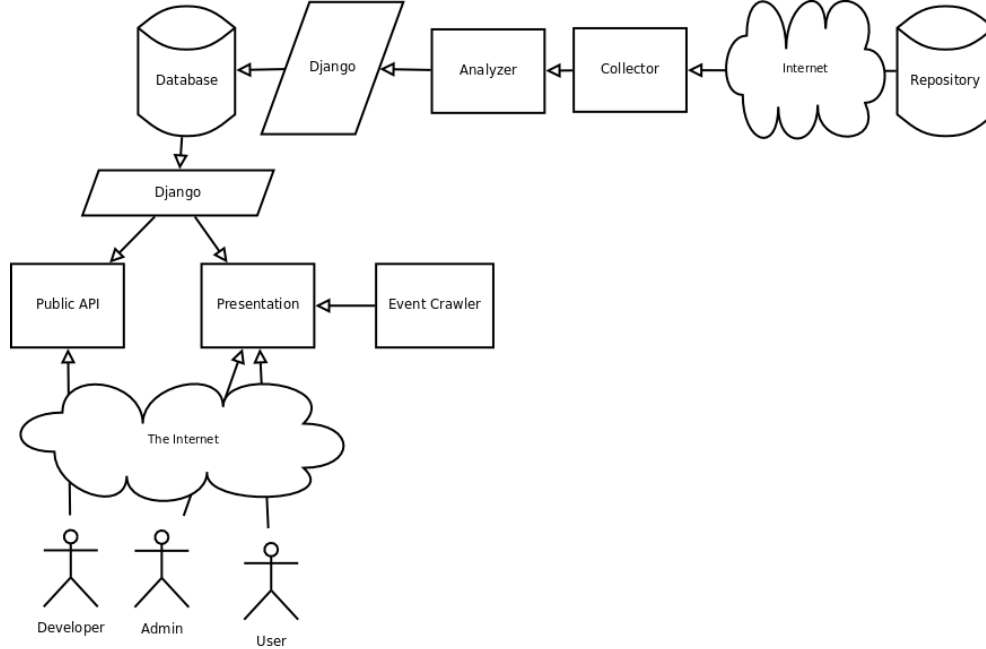 Database
Django
Analyzer
Collector
Internet
Repository
Django
Public API
Presentation
Event Crawler
The Internet
Developer
Admin
User